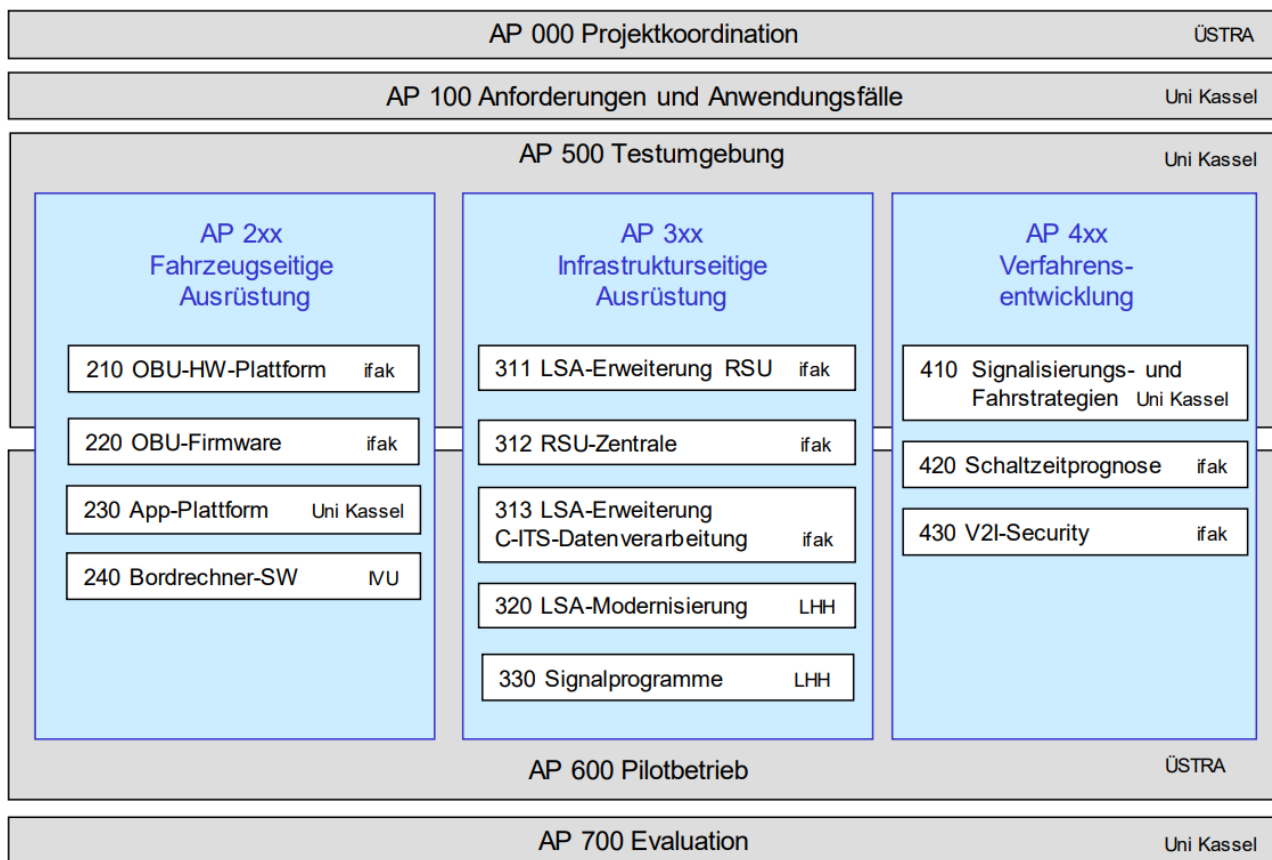 AP 000 Projektkoordination ÜSTRA
AP 100 Anforderungen und Anwendungsfälle Uni Kassel
AP 500 Testumgebung Uni Kassel
AP 2xx
Fahrzeugseitige
Ausrüstung
210 OBU-HW-Plattform ifak
220 OBU-Firmware ifak
230 App-Plattform Uni Kassel
240 Bordrechner-SW IVU
AP 3xx
Infrastrukturseitige
Ausrüstung
311 LSA-Erweiterung RSU ifak
312 RSU-Zentrale ifak
313 LSA-Erweiterung
C-ITS-Datenverarbeitung ifak
320 LSA-Modernisierung LHH
330 Signalprogramme LHH
AP 4xx
Verfahrens-
entwicklung
410 Signalisierungs- und
Fahrstrategien Uni Kassel
420 Schaltzeitprognose ifak
430 V2I-Security ifak
AP 600 Pilotbetrieb ÜSTRA
AP 700 Evaluation Uni Kassel